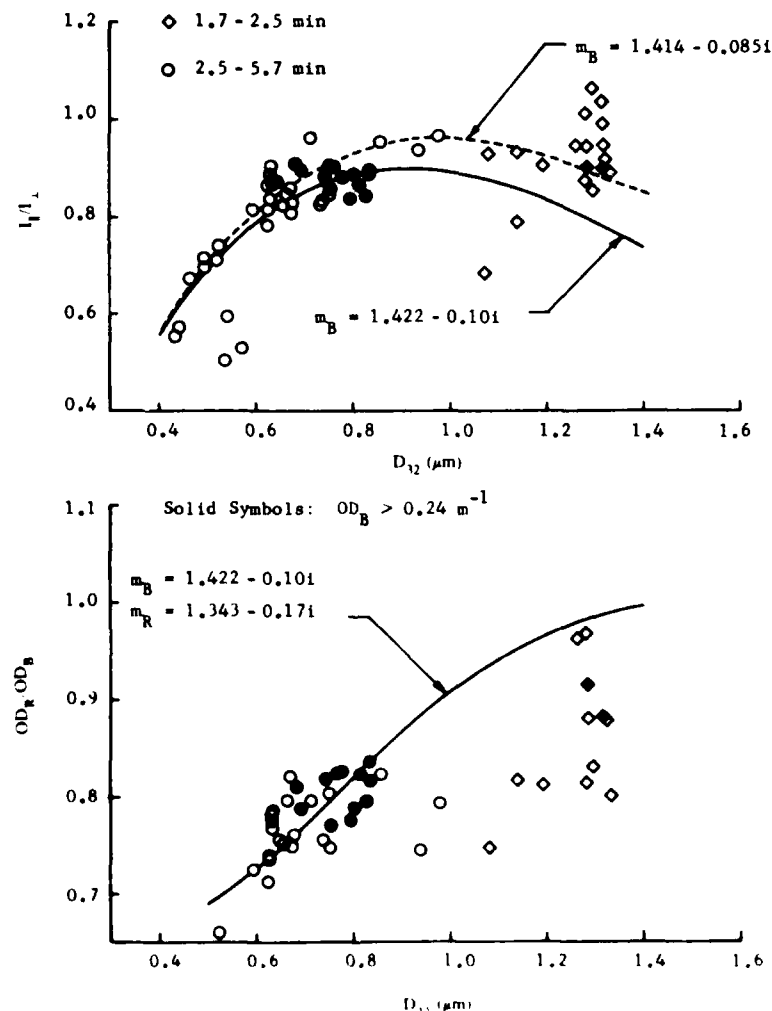 1.2
1.0
0.8
0.6
0.4
I∥/I⊥
◇ 1.7 - 2.5 min
○ 2.5 - 5.7 min
m_B = 1.414 - 0.085i
m_B = 1.422 - 0.10i
0.4 0.6 0.8 1.0 1.2 1.4 1.6
D_32 (μm)
1.1
1.0
0.9
0.8
0.7
OD_R OD_B
Solid Symbols: OD_B > 0.24 m^-1
m_B = 1.422 - 0.10i
m_R = 1.343 - 0.17i
0.4 0.6 0.8 1.0 1.2 1.4 1.6
(μm)